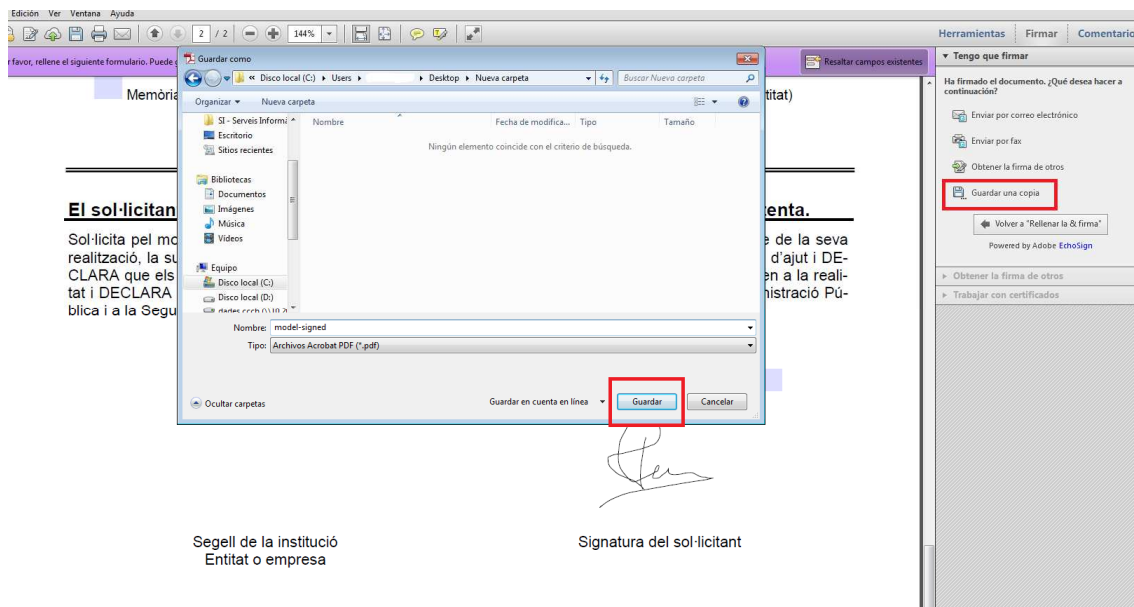 Edición Ver Ventana Ayuda
2 / 2 144% Herramientas Firmar Comentario
favor, rellene el siguiente formulario. Puede Resaltar campos existentes
Guardar como
« Disco local (C:) Users Desktop Nueva carpeta Buscar Nueva carpeta
Organizar Nueva carpeta
SI - Serveis Informà
Escritorio
Sitios recientes
Bibliotecas
Documentos
Imágenes
Música
Vídeos
Equipo
Disco local (C:)
Disco local (D:)
Nombre Fecha de modifica... Tipo Tamaño
Ningún elemento coincide con el criterio de búsqueda.
Nombre: model-signed
Tipo: Archivos Acrobat PDF (*.pdf)
Ocultar carpetas Guardar en cuenta en línea Guardar Cancelar
Memòria titat)
El sol·licitan enta.
Sol·licita pel mo e de la seva
realització, la su d'ajut i DE-
CLARA que els en a la reali-
tat i DECLARA nistració Pú-
blica i a la Segu
Segell de la institució
Entitat o empresa
Signatura del sol·licitant
Tengo que firmar
Ha firmado el documento. ¿Qué desea hacer a
continuación?
Enviar por correo electrónico
Enviar por fax
Obtener la firma de otros
Guardar una copia
Volver a "Rellenar la & firma"
Powered by Adobe EchoSign
Obtener la firma de otros
Trabajar con certificados